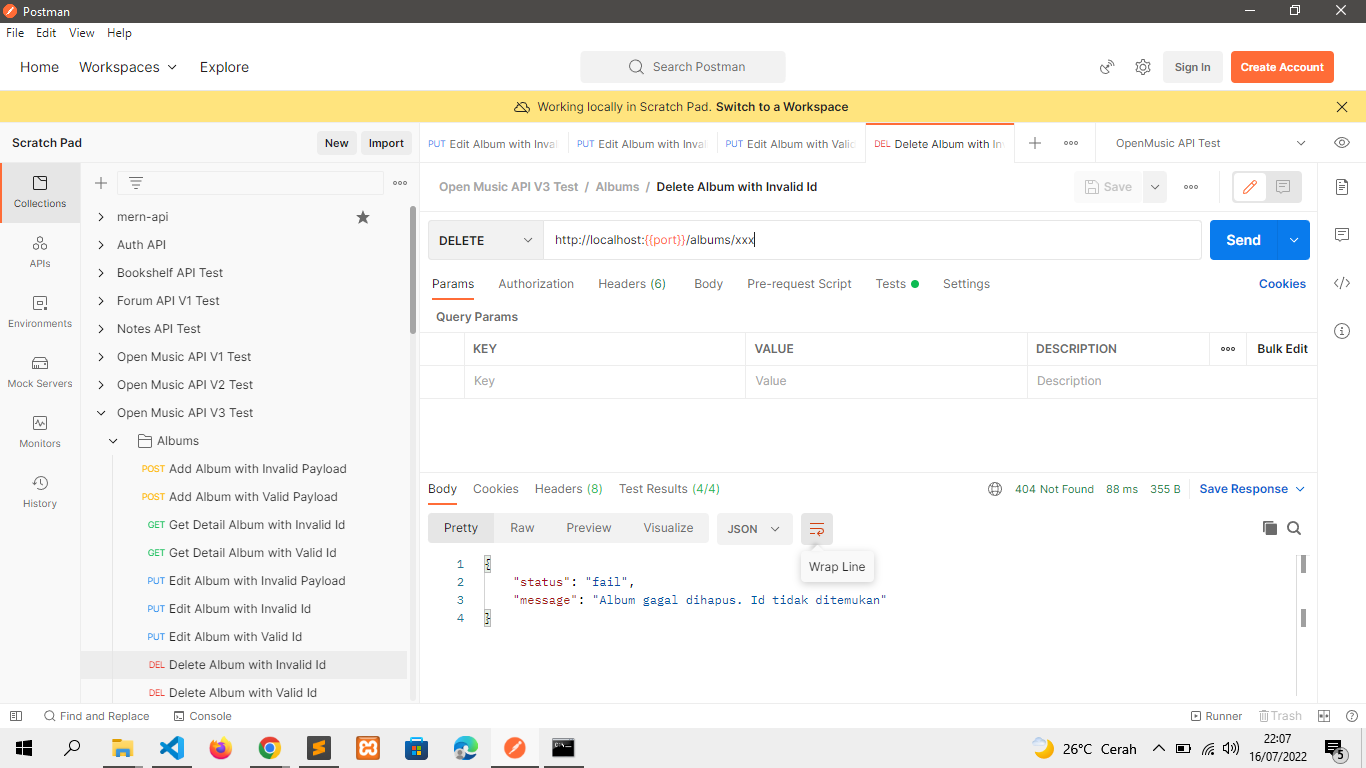 Postman
File Edit View Help
Home Workspaces Explore Search Postman Sign In Create Account
Working locally in Scratch Pad. Switch to a Workspace
Scratch Pad New Import
PUT Edit Album with Inval PUT Edit Album with Inval PUT Edit Album with Valid DEL Delete Album with In OpenMusic API Test
Collections
APIs
Environments
Mock Servers
Monitors
History
mern-api
Auth API
Bookshelf API Test
Forum API V1 Test
Notes API Test
Open Music API V1 Test
Open Music API V2 Test
Open Music API V3 Test
Albums
POST Add Album with Invalid Payload
POST Add Album with Valid Payload
GET Get Detail Album with Invalid Id
GET Get Detail Album with Valid Id
PUT Edit Album with Invalid Payload
PUT Edit Album with Invalid Id
PUT Edit Album with Valid Id
DEL Delete Album with Invalid Id
DEL Delete Album with Valid Id
Open Music API V3 Test / Albums / Delete Album with Invalid Id Save
DELETE http://localhost:{{port}}/albums/xxx Send
Params Authorization Headers (6) Body Pre-request Script Tests Settings Cookies
Query Params
KEY VALUE DESCRIPTION Bulk Edit
Key Value Description
Body Cookies Headers (8) Test Results (4/4) 404 Not Found 88 ms 355 B Save Response
Pretty Raw Preview Visualize JSON
Wrap Line
1 {
2 "status": "fail",
3 "message": "Album gagal dihapus. Id tidak ditemukan"
4 }
Find and Replace Console Runner Trash
26°C Cerah 22:07
16/07/2022 5